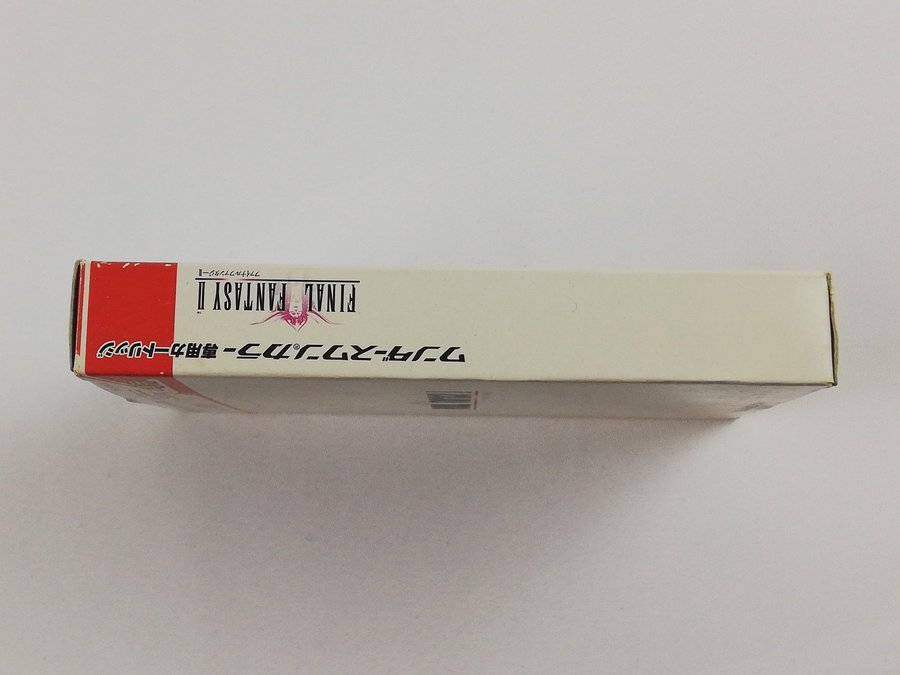 ワンダースワンカラー®専用カートリッジ
FINAL FANTASY II™
ファイナルファンタジーII